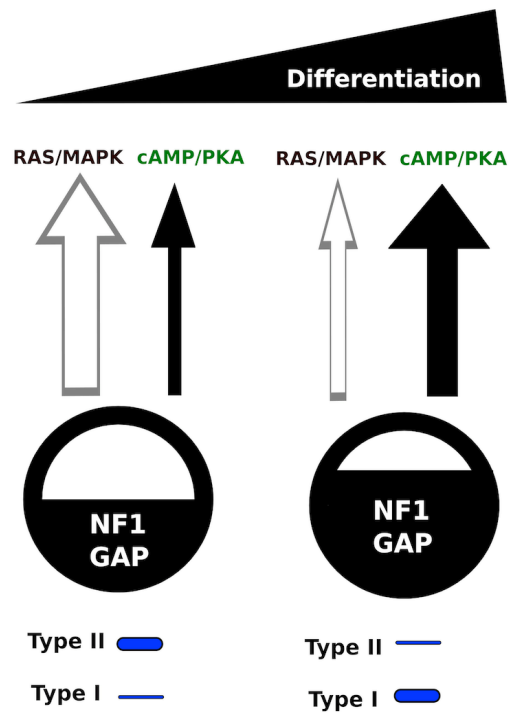 Differentiation
RAS/MAPK cAMP/PKA RAS/MAPK cAMP/PKA
NF1
GAP
NF1
GAP
Type II
Type I
Type II
Type I